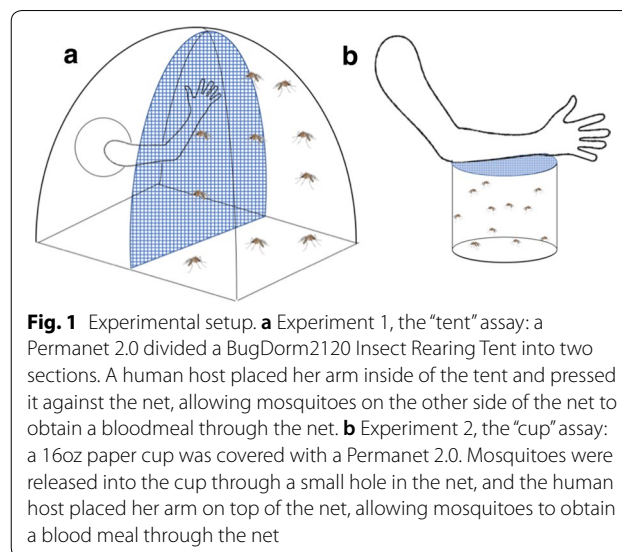 a
b
Fig. 1 Experimental setup. a Experiment 1, the “tent” assay: a
Permanet 2.0 divided a BugDorm2120 Insect Rearing Tent into two
sections. A human host placed her arm inside of the tent and pressed
it against the net, allowing mosquitoes on the other side of the net to
obtain a bloodmeal through the net. b Experiment 2, the “cup” assay:
a 16oz paper cup was covered with a Permanet 2.0. Mosquitoes were
released into the cup through a small hole in the net, and the human
host placed her arm on top of the net, allowing mosquitoes to obtain
a blood meal through the net